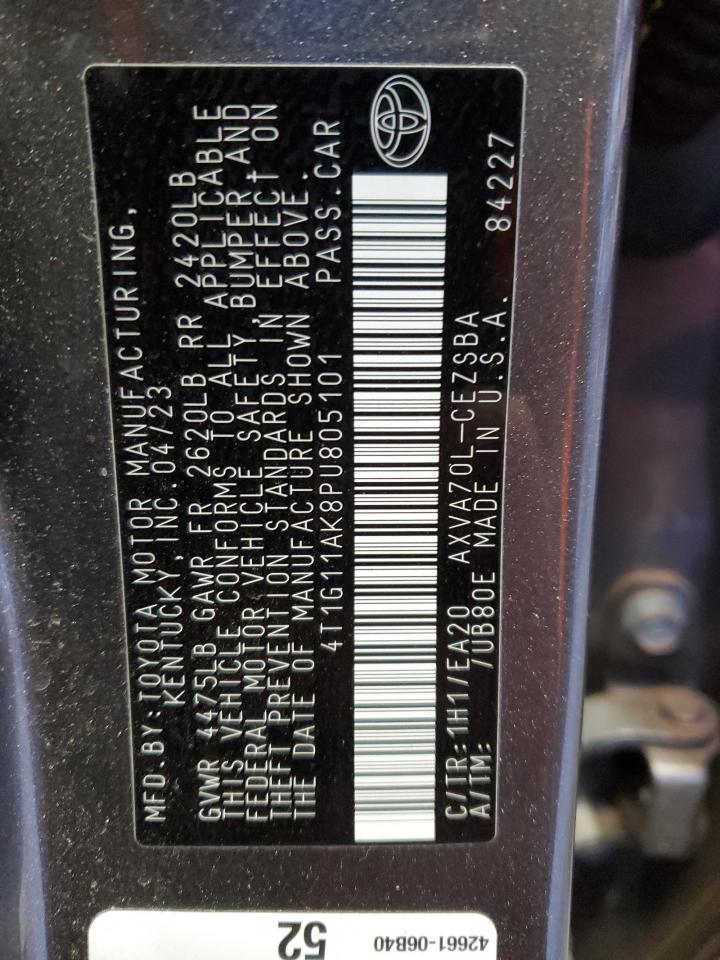 MFD.BY:TOYOTA MOTOR MANUFACTURING,
KENTUCKY,INC.04/23
GVWR 4475LB GAWR FR 2620LB RR 2420LB
THIS VEHICLE CONFORMS TO ALL APPLICABLE
FEDERAL MOTOR VEHICLE SAFETY,BUMPER,AND
THEFT PREVENTION STANDARDS IN EFFECT ON
THE DATE OF MANUFACTURE SHOWN ABOVE.
4T1G11AK8PU805101 PASS.CAR
C/TR:1H1/EA20 AXVA70L-CEZSBA
A/TM: /UB80E MADE IN U.S.A. 84227
52
42661-06B40